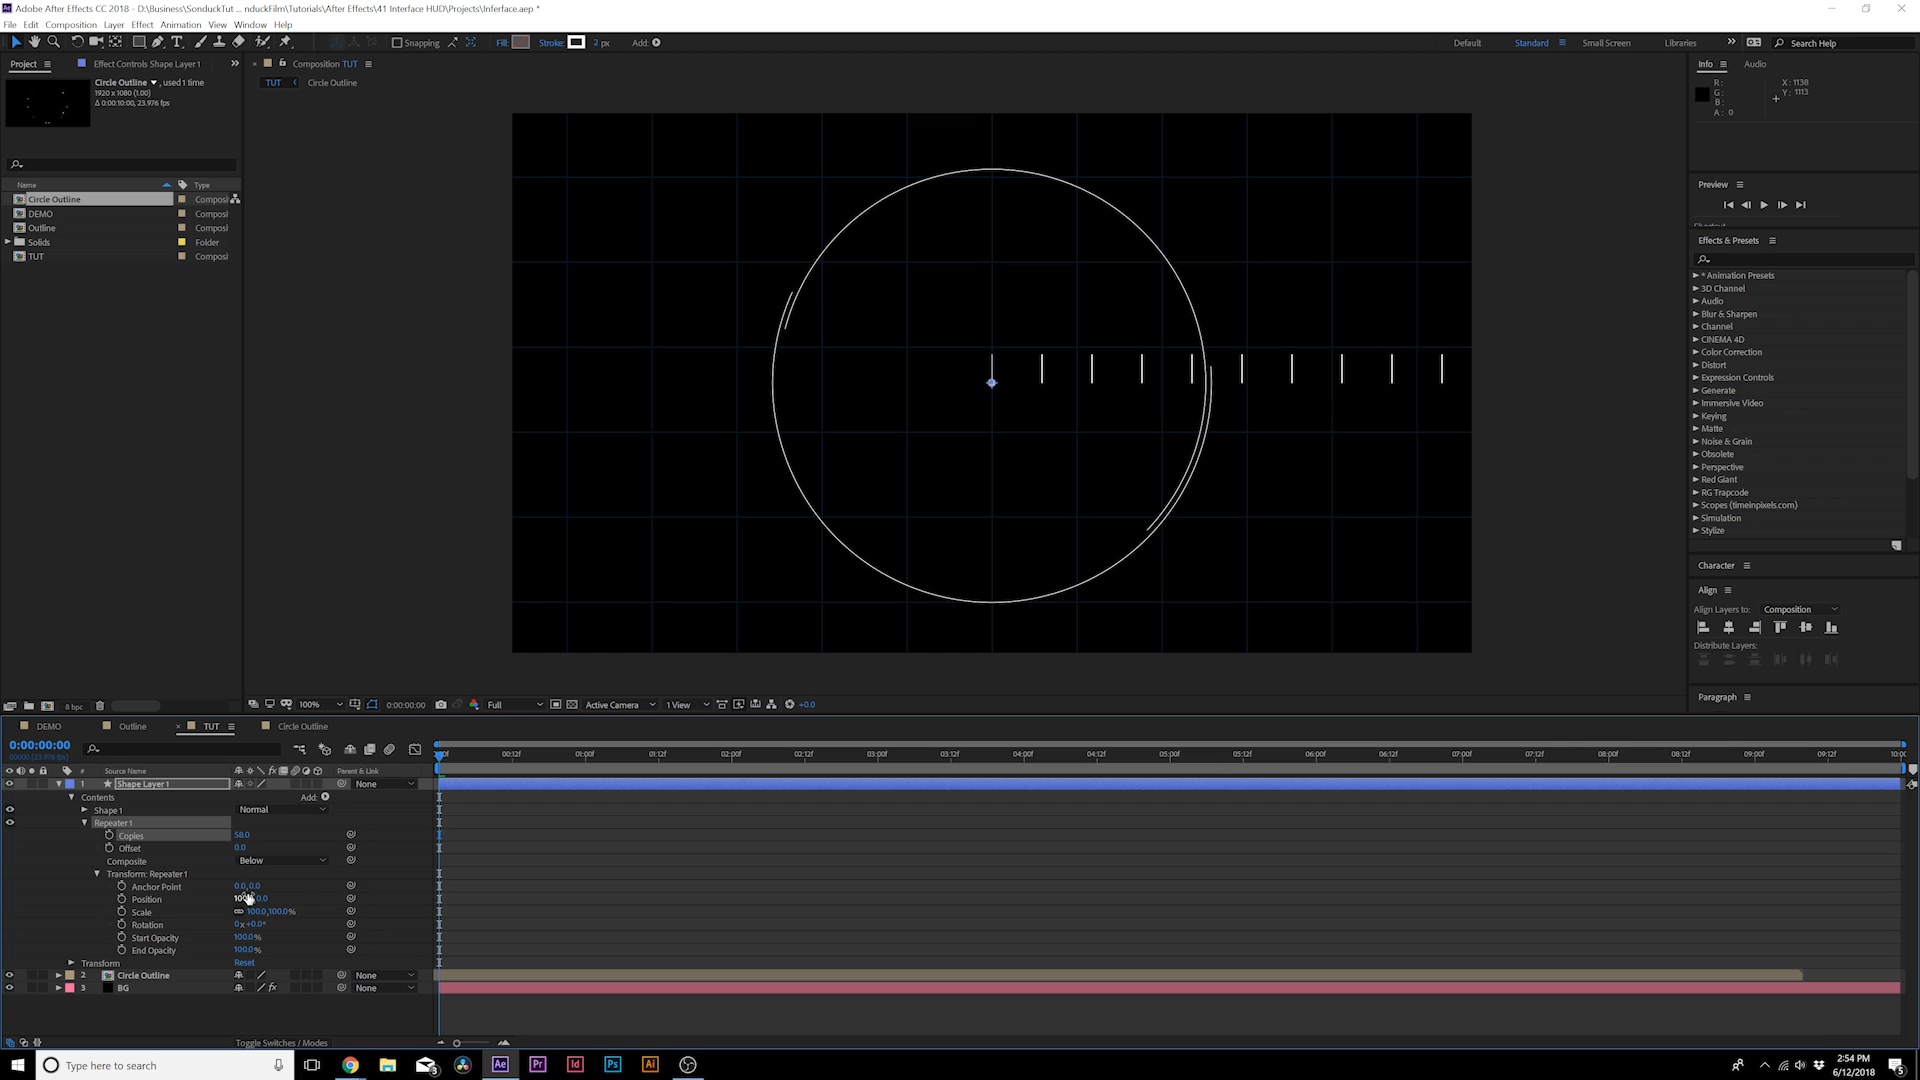 Adobe After Effects CC 2018 - D:\Business\SonduckTut ... nduckFilm\Tutorials\After Effects\41 Interface HUD\Projects\Inferface.aep *
File Edit Composition Layer Effect Animation View Window Help
Snapping Fill: Stroke: 2 px Add: Default Standard Small Screen Libraries Search Help
Project Effect Controls Shape Layer 1 Composition TUT Info Audio
Circle Outline , used 1 time
1920 x 1080 (1.00)
Δ 0:00:10:00, 23.976 fps
TUT Circle Outline
R: X: 1138
G: Y: 1113
B:
A: 0
Name Type
Circle Outline Composi
DEMO Composi
Outline Composi
Solids Folder
TUT Composi
Preview
Effects & Presets
* Animation Presets
3D Channel
Audio
Blur & Sharpen
Channel
CINEMA 4D
Color Correction
Distort
Expression Controls
Generate
Immersive Video
Keying
Matte
Noise & Grain
Obsolete
Perspective
Red Giant
RG Trapcode
Scopes (timeinpixels.com)
Simulation
Stylize
Character
Align
Align Layers to: Composition
Distribute Layers:
Paragraph
8 bpc 100% 0:00:00:00 Full Active Camera 1 View +0.0
DEMO Outline TUT Circle Outline
0:00:00:00
00:12f 01:00f 01:12f 02:00f 02:12f 03:00f 03:12f 04:00f 04:12f 05:00f 05:12f 06:00f 06:12f 07:00f 07:12f 08:00f 08:12f 09:00f 09:12f 10:00
# Source Name Parent & Link
1 Shape Layer 1 None
Contents Add:
Shape 1 Normal
Repeater 1
Copies 58.0
Offset 0.0
Composite Below
Transform: Repeater 1
Anchor Point 0.0,0.0
Position
Scale 100.0,100.0%
Rotation 0x+0.0°
Start Opacity 100.0%
End Opacity 100.0%
Transform Reset
2 Circle Outline None
3 BG None
Toggle Switches / Modes
Type here to search
Ae Pr Id Ps Ai
2:54 PM
6/12/2018